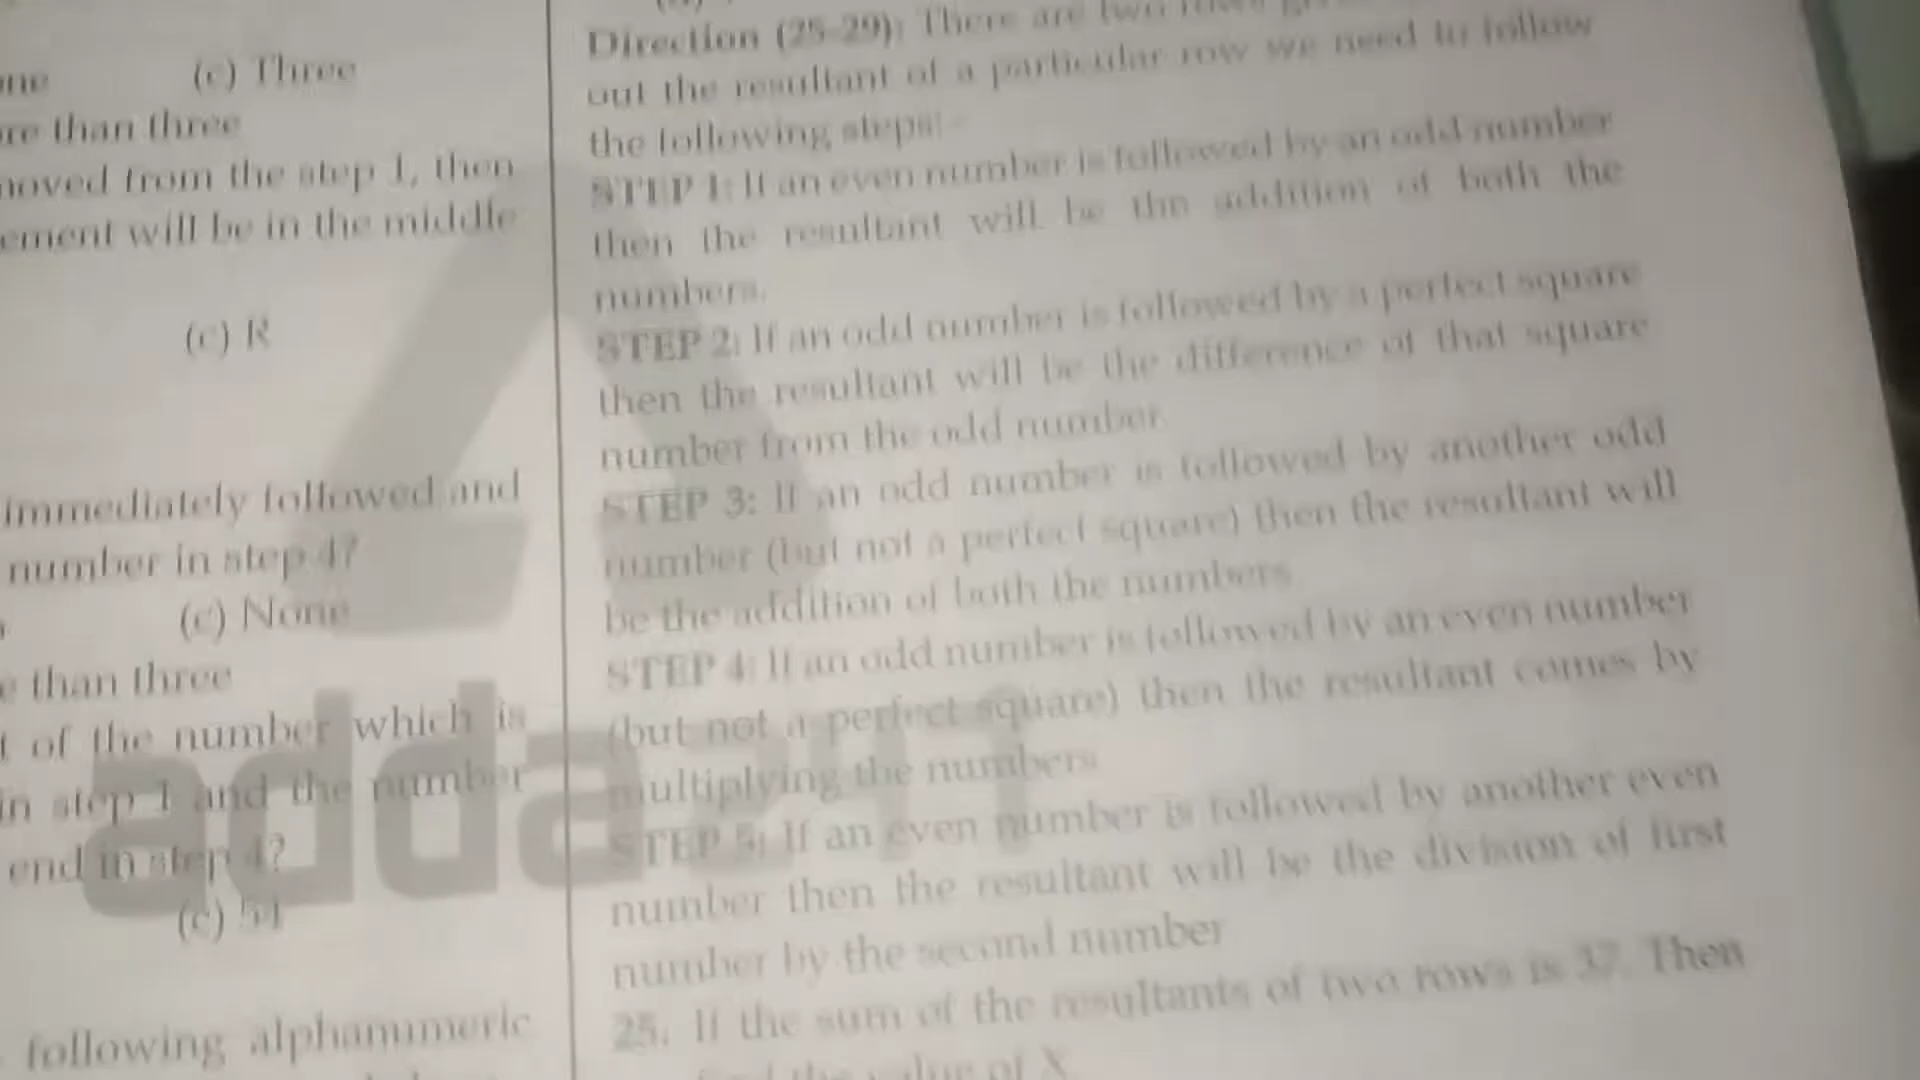 one (c) Three
re than three
moved from the step 1, then
ement will be in the middle
(c) R
immediately followed and
number in step 4?
(c) None
e than three
t of the number which is
in step 1 and the number
end in step 4?
(c) 54
following alphanumeric
Direction (25-29): There are two rows
out the resultant of a particular row we need to follow
the following steps:-
STEP 1: If an even number is followed by an odd number
then the resultant will be the addition of both the
numbers.
STEP 2: If an odd number is followed by a perfect square
then the resultant will be the difference of that square
number from the odd number
STEP 3: If an odd number is followed by another odd
number (but not a perfect square) then the resultant will
be the addition of both the numbers
STEP 4: If an odd number is followed by an even number
(but not a perfect square) then the resultant comes by
multiplying the numbers
STEP 5: If an even number is followed by another even
number then the resultant will be the division of first
number by the second number
25. If the sum of the resultants of two rows is 37. Then
the value of X
adda247